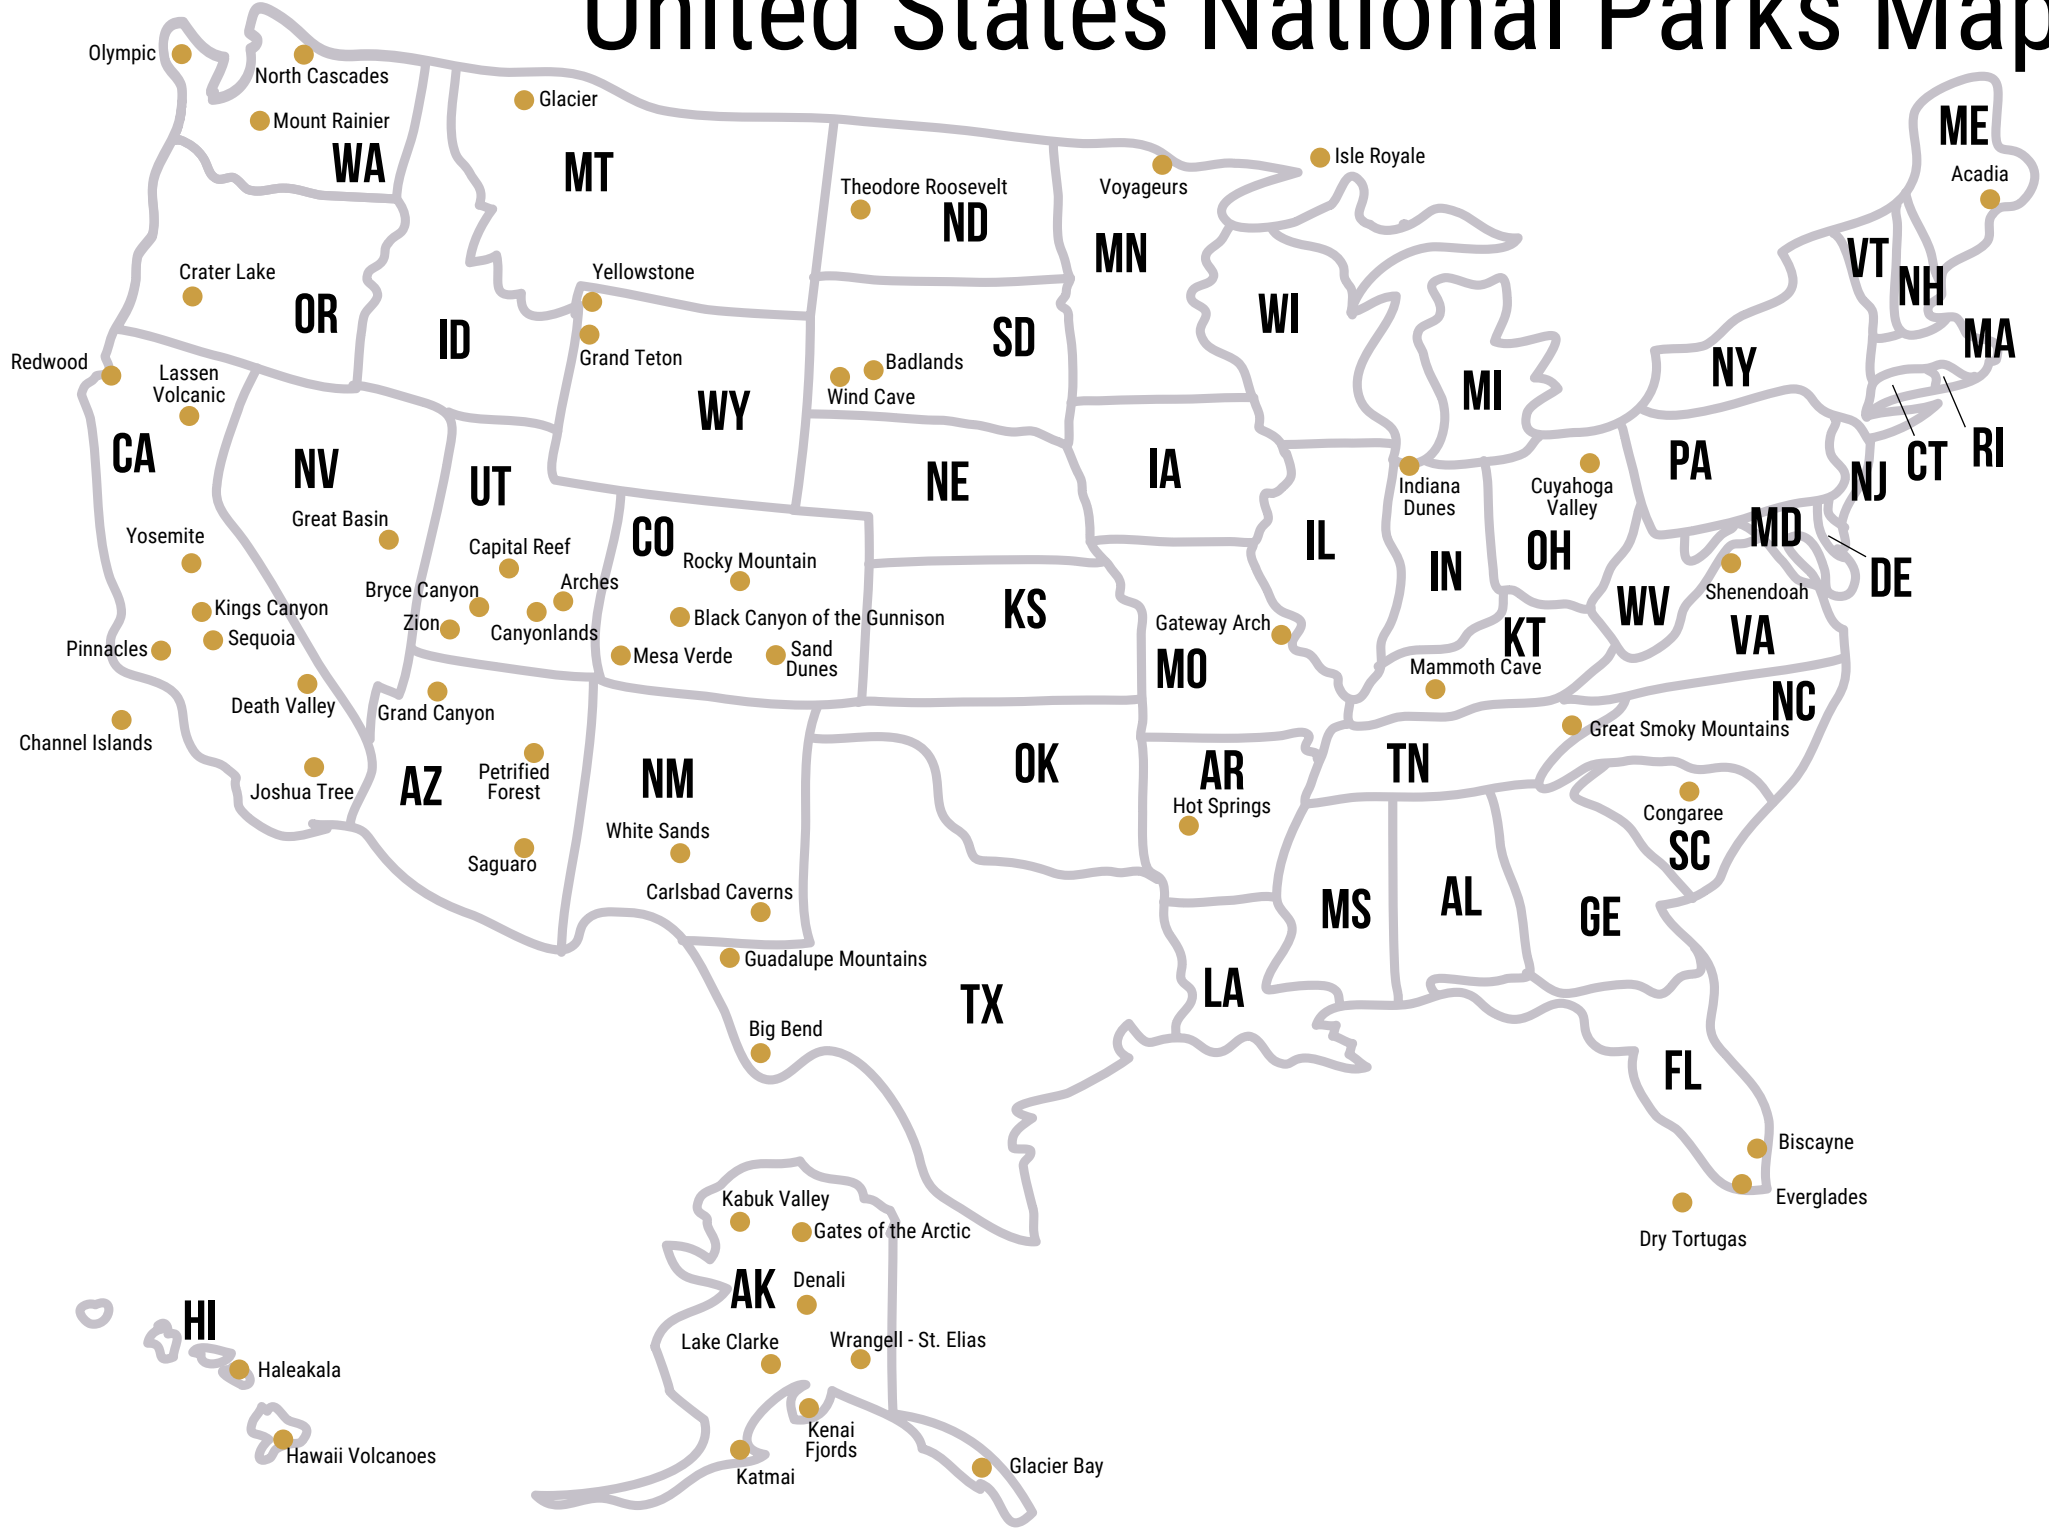 United States National Parks Map
Olympic
North Cascades
Mount Rainier
WA
Glacier
MT
Theodore Roosevelt
ND
Voyageurs
MN
Isle Royale
ME
Acadia
VT
NH
MA
Crater Lake
OR
ID
Yellowstone
Grand Teton
WY
SD
Badlands
Wind Cave
WI
MI
NY
CT
RI
Redwood
Lassen
Volcanic
CA
NV
UT
Great Basin
NE
IA
IL
Indiana
Dunes
IN
Cuyahoga
Valley
OH
PA
NJ
MD
DE
Yosemite
Kings Canyon
Sequoia
Pinnacles
Death Valley
Channel Islands
Joshua Tree
Capital Reef
Bryce Canyon
Arches
Zion
Canyonlands
CO
Rocky Mountain
Black Canyon of the Gunnison
Mesa Verde
Sand
Dunes
KS
Gateway Arch
MO
KT
Mammoth Cave
WV
Shenendoah
VA
NC
Great Smoky Mountains
Grand Canyon
AZ
Petrified
Forest
Saguaro
NM
White Sands
Carlsbad Caverns
OK
AR
Hot Springs
TN
Congaree
SC
MS
AL
GE
Guadalupe Mountains
TX
Big Bend
LA
FL
Biscayne
Everglades
Dry Tortugas
Kabuk Valley
Gates of the Arctic
AK
Denali
Lake Clarke
Wrangell - St. Elias
Kenai
Fjords
Katmai
Glacier Bay
HI
Haleakala
Hawaii Volcanoes